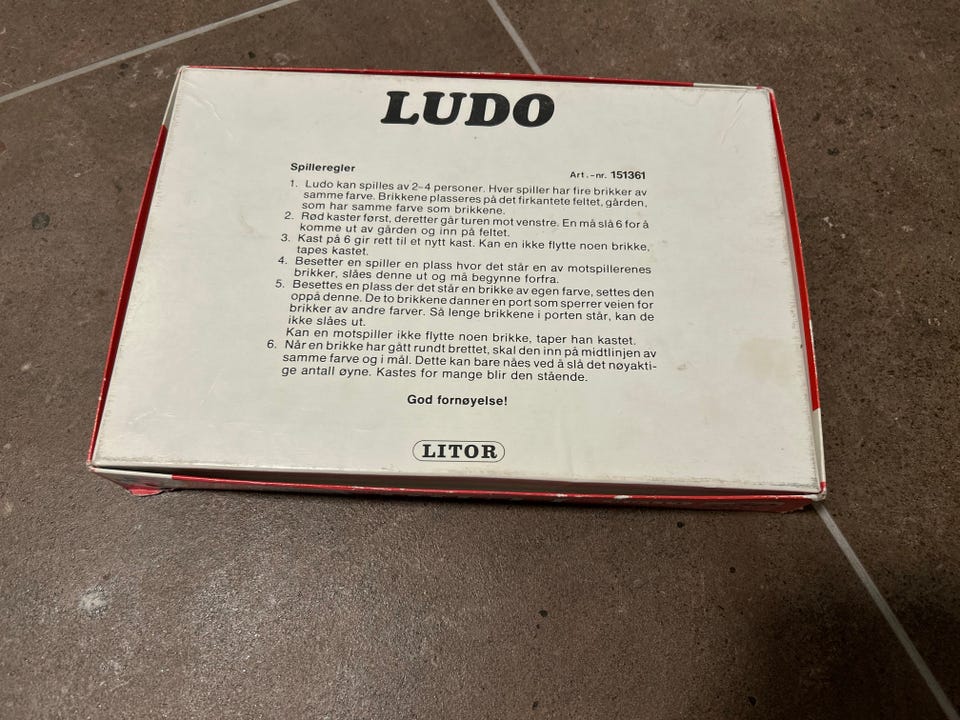 LUDO
Spilleregler
Art.-nr. 151361
1. Ludo kan spilles av 2–4 personer. Hver spiller har fire brikker av
samme farve. Brikkene plasseres på det firkantete feltet, gården,
som har samme farve som brikkene.
2. Rød kaster først, deretter går turen mot venstre. En må slå 6 for å
komme ut av gården og inn på feltet.
3. Kast på 6 gir rett til et nytt kast. Kan en ikke flytte noen brikke,
tapes kastet.
4. Besetter en spiller en plass hvor det står en av motspillerenes
brikker, slåes denne ut og må begynne forfra.
5. Besettes en plass der det står en brikke av egen farve, settes den
oppå denne. De to brikkene danner en port som sperrer veien for
brikker av andre farver. Så lenge brikkene i porten står, kan de
ikke slåes ut.
Kan en motspiller ikke flytte noen brikke, taper han kastet.
6. Når en brikke har gått rundt brettet, skal den inn på midtlinjen av
samme farve og i mål. Dette kan bare nåes ved å slå det nøyakti-
ge antall øyne. Kastes for mange blir den stående.
God fornøyelse!
LITOR